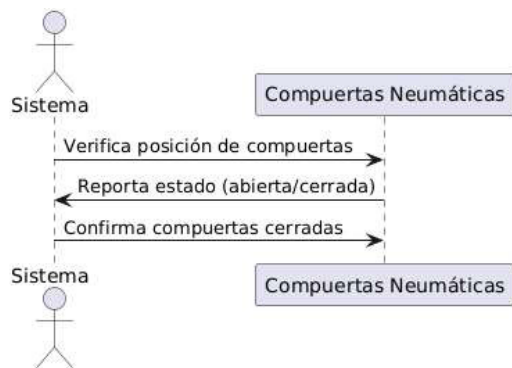 Sistema
Compuertas Neumáticas
Verifica posición de compuertas
Reporta estado (abierta/cerrada)
Confirma compuertas cerradas
Sistema
Compuertas Neumáticas